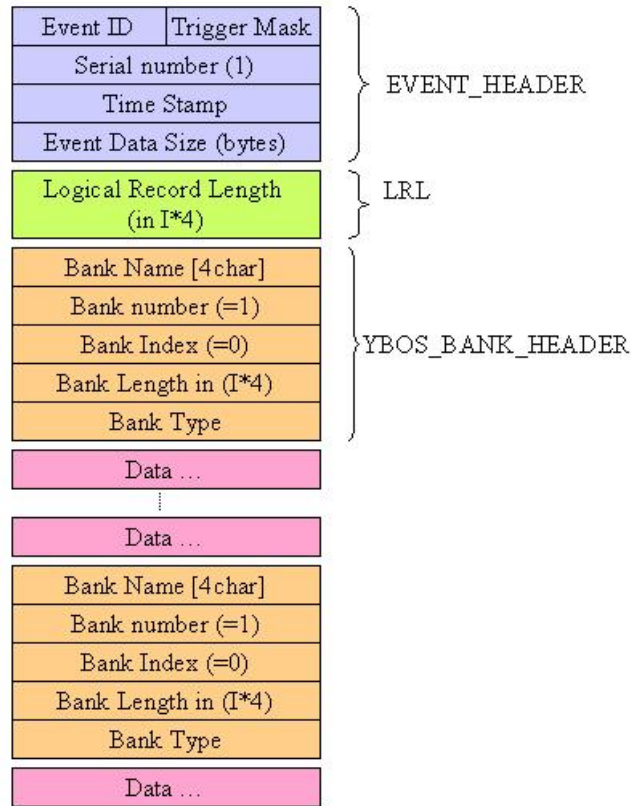 Event ID Trigger Mask
Serial number (1)
Time Stamp
Event Data Size (bytes)
EVENT_HEADER
Logical Record Length
(in I*4)
LRL
Bank Name [4char]
Bank number (=1)
Bank Index (=0)
Bank Length in (I*4)
Bank Type
YBOS_BANK_HEADER
Data ...
Data ...
Bank Name [4char]
Bank number (=1)
Bank Index (=0)
Bank Length in (I*4)
Bank Type
Data ...